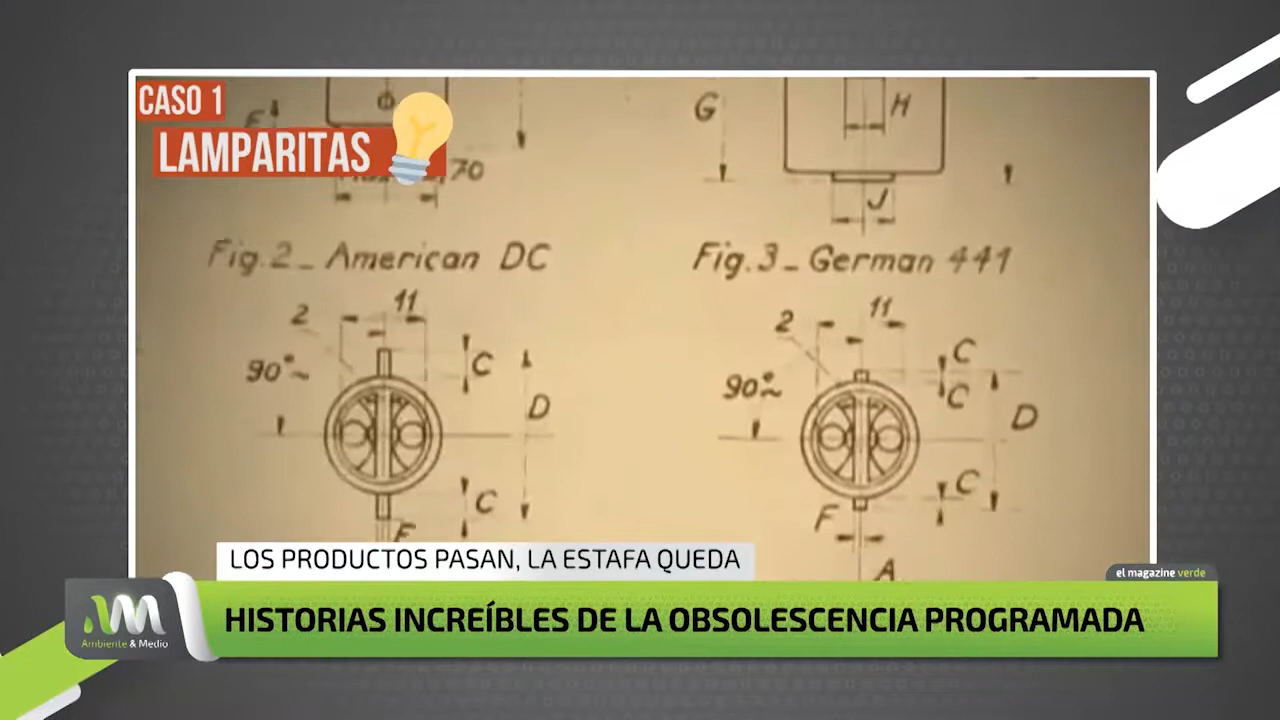 CASO 1
LAMPARITAS
70
G
H
J
Fig. 2 - American DC
Fig. 3 - German 441
2
11
90°~
C
D
C
F
2
11
90°~
C
C
D
C
F
A
LOS PRODUCTOS PASAN, LA ESTAFA QUEDA
el magazine verde
HISTORIAS INCREÍBLES DE LA OBSOLESCENCIA PROGRAMADA
AM
Ambiente & Medio